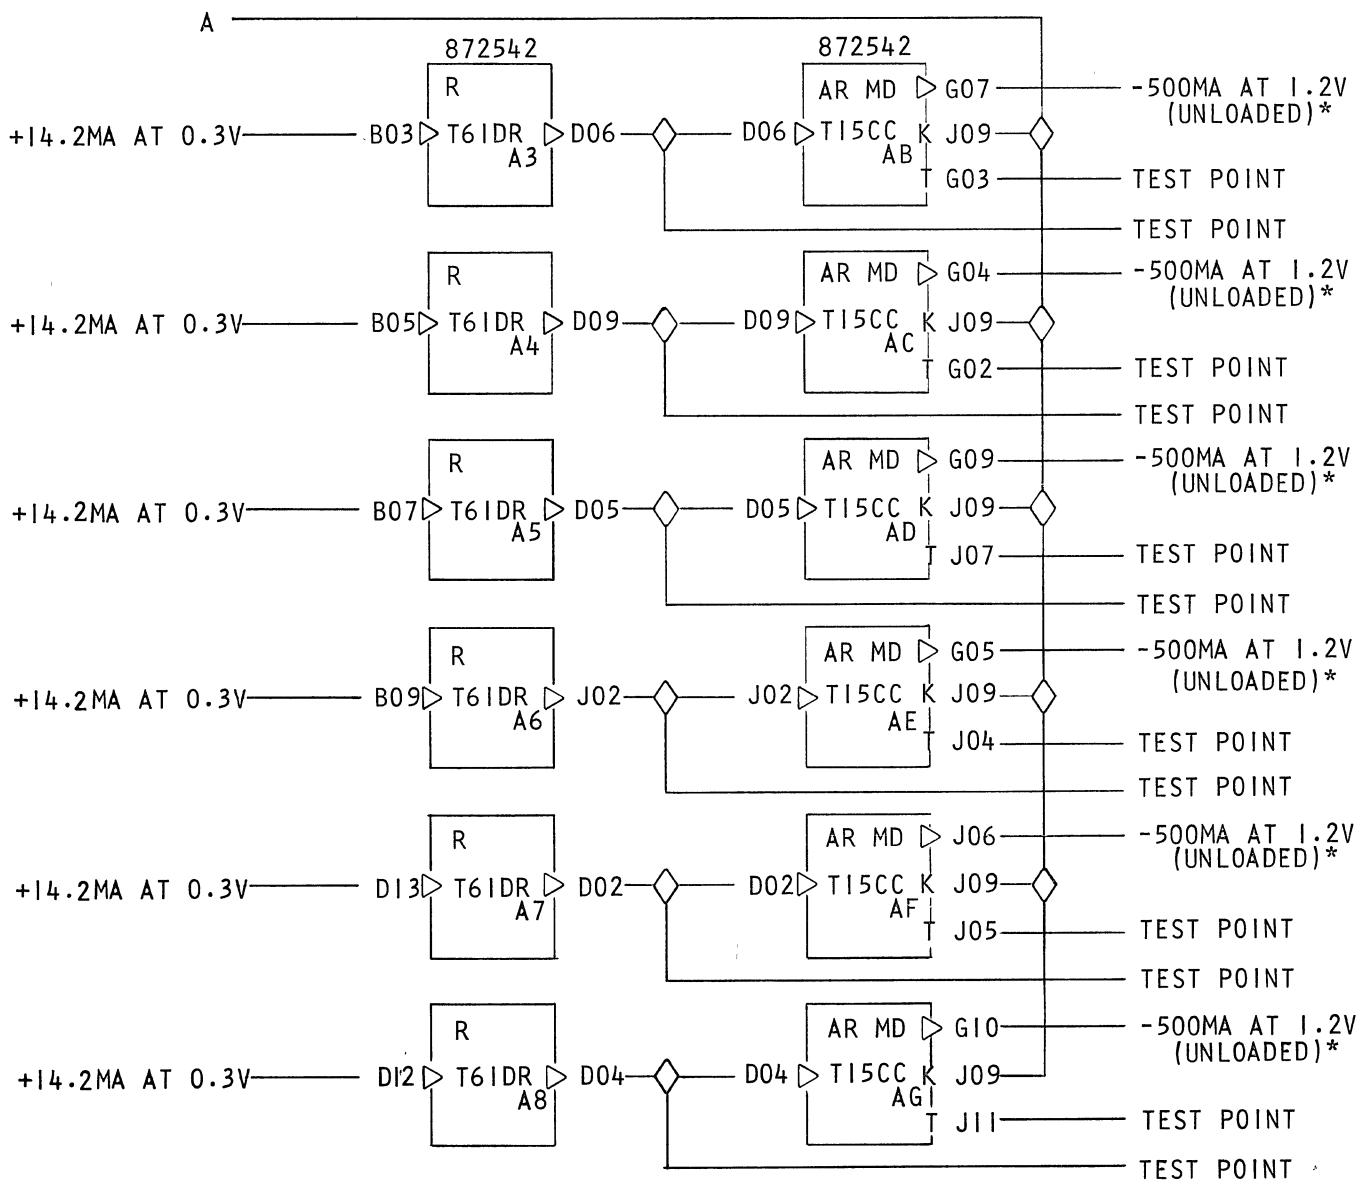 A
872542 872542
R AR MD G07 -500MA AT 1.2V
(UNLOADED)*
+14.2MA AT 0.3V B03 T61DR D06 D06 T15CC K J09
A3 AB
T G03 TEST POINT
TEST POINT
R AR MD G04 -500MA AT 1.2V
(UNLOADED)*
+14.2MA AT 0.3V B05 T61DR D09 D09 T15CC K J09
A4 AC
T G02 TEST POINT
TEST POINT
R AR MD G09 -500MA AT 1.2V
(UNLOADED)*
+14.2MA AT 0.3V B07 T61DR D05 D05 T15CC K J09
A5 AD
T J07 TEST POINT
TEST POINT
R AR MD G05 -500MA AT 1.2V
(UNLOADED)*
+14.2MA AT 0.3V B09 T61DR J02 J02 T15CC K J09
A6 AE
T J04 TEST POINT
TEST POINT
R AR MD J06 -500MA AT 1.2V
(UNLOADED)*
+14.2MA AT 0.3V D13 T61DR D02 D02 T15CC K J09
A7 AF
T J05 TEST POINT
TEST POINT
R AR MD G10 -500MA AT 1.2V
(UNLOADED)*
+14.2MA AT 0.3V D12 T61DR D04 D04 T15CC K J09
A8 AG
T J11 TEST POINT
TEST POINT